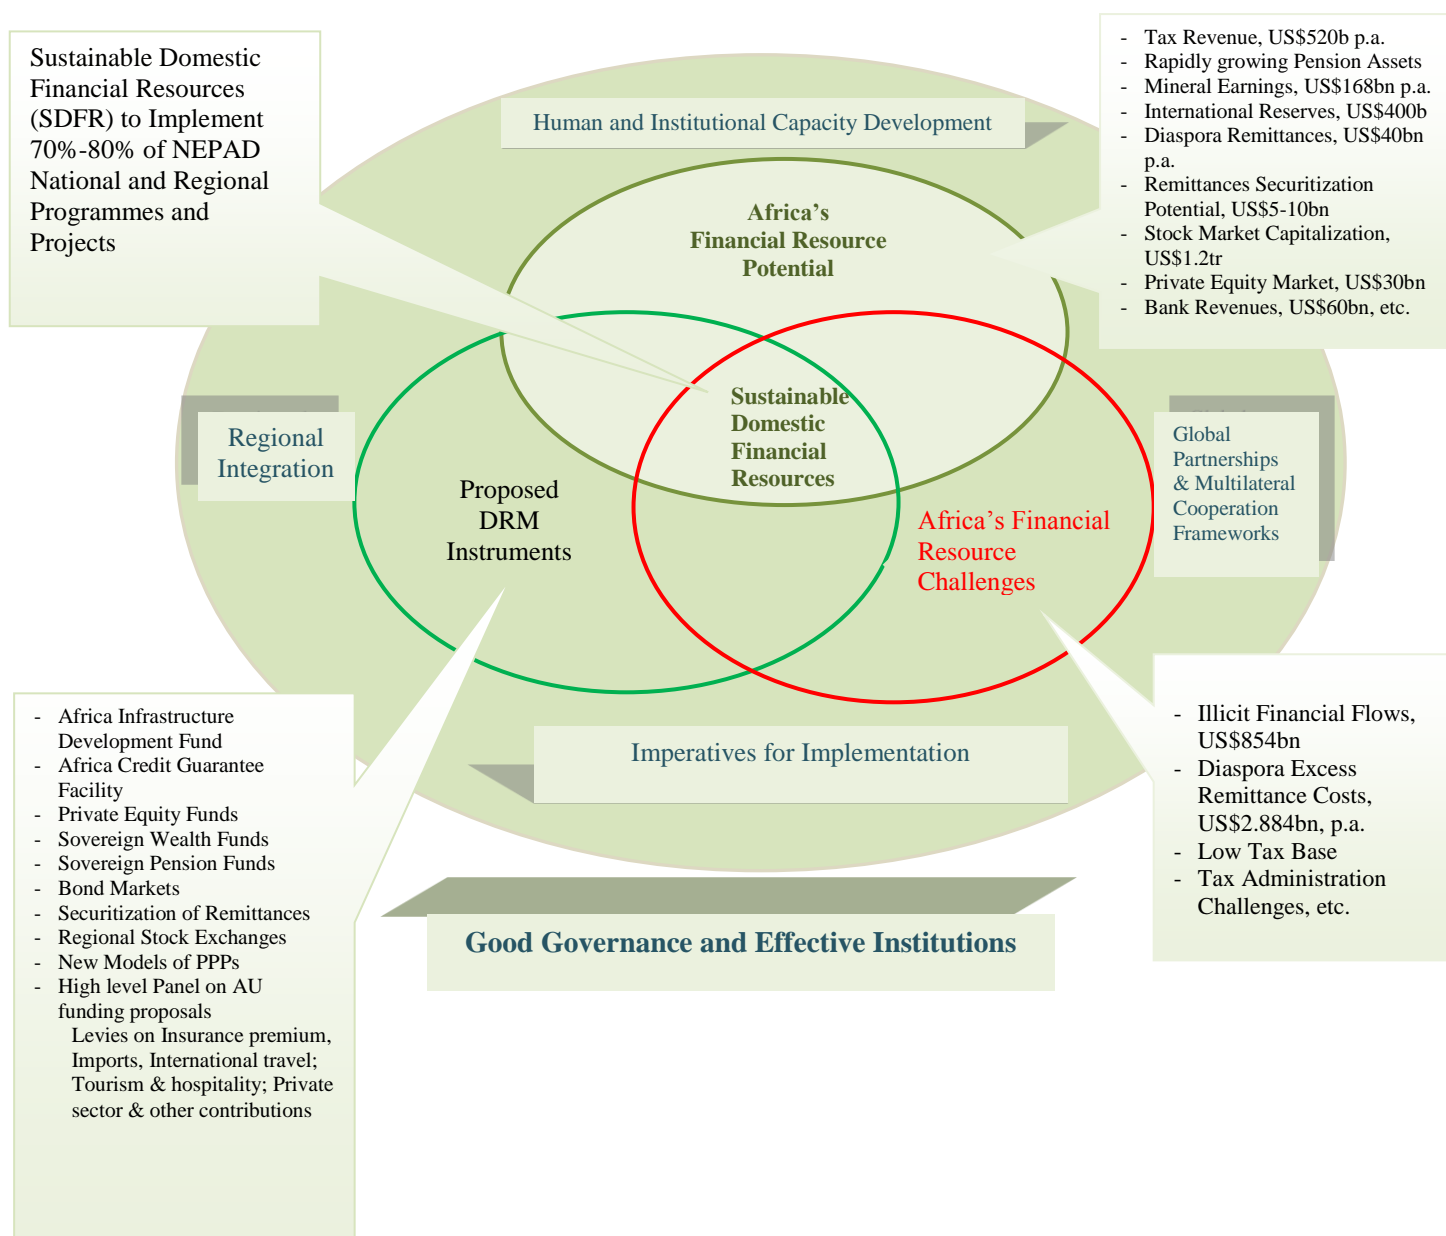 Sustainable Domestic
Financial Resources
(SDFR) to Implement
70%-80% of NEPAD
National and Regional
Programmes and
Projects
- Tax Revenue, US$520b p.a.
- Rapidly growing Pension Assets
- Mineral Earnings, US$168bn p.a.
- International Reserves, US$400b
- Diaspora Remittances, US$40bn
p.a.
- Remittances Securitization
Potential, US$5-10bn
- Stock Market Capitalization,
US$1.2tr
- Private Equity Market, US$30bn
- Bank Revenues, US$60bn, etc.
Human and Institutional Capacity Development
Africa's
Financial Resource
Potential
Regional
Integration
Sustainable
Domestic
Financial
Resources
Global
Partnerships
& Multilateral
Cooperation
Frameworks
Proposed
DRM
Instruments
Africa's Financial
Resource
Challenges
- Africa Infrastructure
Development Fund
- Africa Credit Guarantee
Facility
- Private Equity Funds
- Sovereign Wealth Funds
- Sovereign Pension Funds
- Bond Markets
- Securitization of Remittances
- Regional Stock Exchanges
- New Models of PPPs
- High level Panel on AU
funding proposals
Levies on Insurance premium,
Imports, International travel;
Tourism & hospitality; Private
sector & other contributions
Imperatives for Implementation
- Illicit Financial Flows,
US$854bn
- Diaspora Excess
Remittance Costs,
US$2.884bn, p.a.
- Low Tax Base
- Tax Administration
Challenges, etc.
Good Governance and Effective Institutions